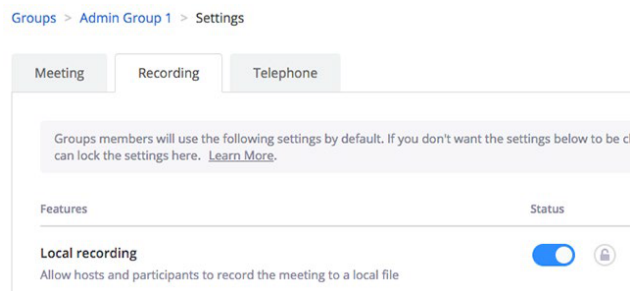 Groups > Admin Group 1 > Settings
Meeting Recording Telephone
Groups members will use the following settings by default. If you don't want the settings below to be
can lock the settings here. Learn More.
Features Status
Local recording
Allow hosts and participants to record the meeting to a local file